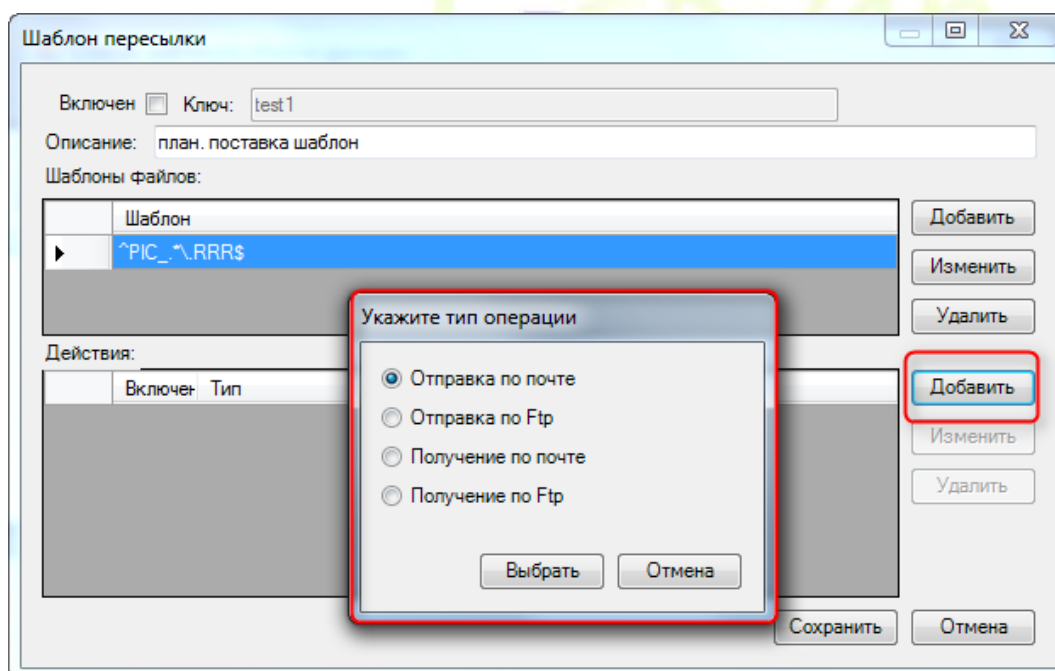 Шаблон пересылки
Включен Ключ: test1
Описание: план. поставка шаблон
Шаблоны файлов:
Шаблон
^PIC_.*\.RRR$
Добавить
Изменить
Удалить
Действия:
Включен Тип
Добавить
Изменить
Удалить
Укажите тип операции
Отправка по почте
Отправка по Ftp
Получение по почте
Получение по Ftp
Выбрать Отмена
Сохранить Отмена